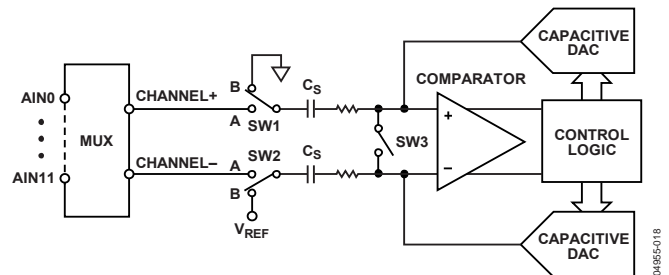 CAPACITIVE
DAC
B
CS
COMPARATOR
AIN0
CHANNEL+
A
SW1
+
MUX
SW3
CONTROL
LOGIC
CHANNEL–
A
SW2
CS
–
AIN11
B
VREF
CAPACITIVE
DAC
04955-018